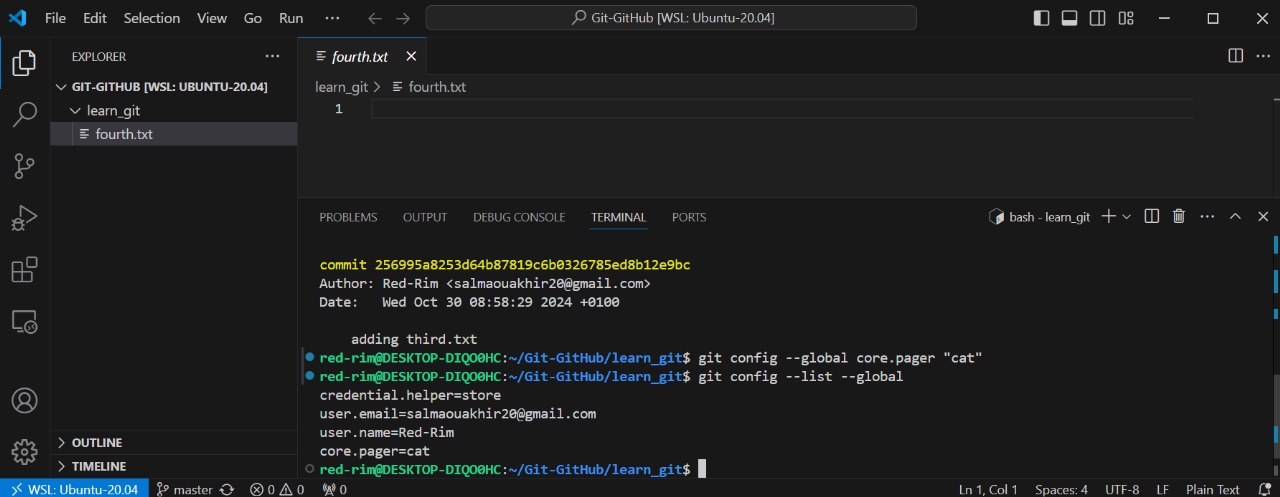 File Edit Selection View Go Run ··· Git-GitHub [WSL: Ubuntu-20.04]
EXPLORER ···
GIT-GITHUB [WSL: UBUNTU-20.04]
learn_git
fourth.txt
OUTLINE
TIMELINE
fourth.txt
learn_git > fourth.txt
1
PROBLEMS OUTPUT DEBUG CONSOLE TERMINAL PORTS bash - learn_git
commit 256995a8253d64b87819c6b0326785ed8b12e9bc
Author: Red-Rim <salmaouakhir20@gmail.com>
Date:   Wed Oct 30 08:58:29 2024 +0100
    adding third.txt
red-rim@DESKTOP-DIQO0HC:~/Git-GitHub/learn_git$ git config --global core.pager "cat"
red-rim@DESKTOP-DIQO0HC:~/Git-GitHub/learn_git$ git config --list --global
credential.helper=store
user.email=salmaouakhir20@gmail.com
user.name=Red-Rim
core.pager=cat
red-rim@DESKTOP-DIQO0HC:~/Git-GitHub/learn_git$
WSL: Ubuntu-20.04 master 0 0 0 Ln 1, Col 1 Spaces: 4 UTF-8 LF Plain Text